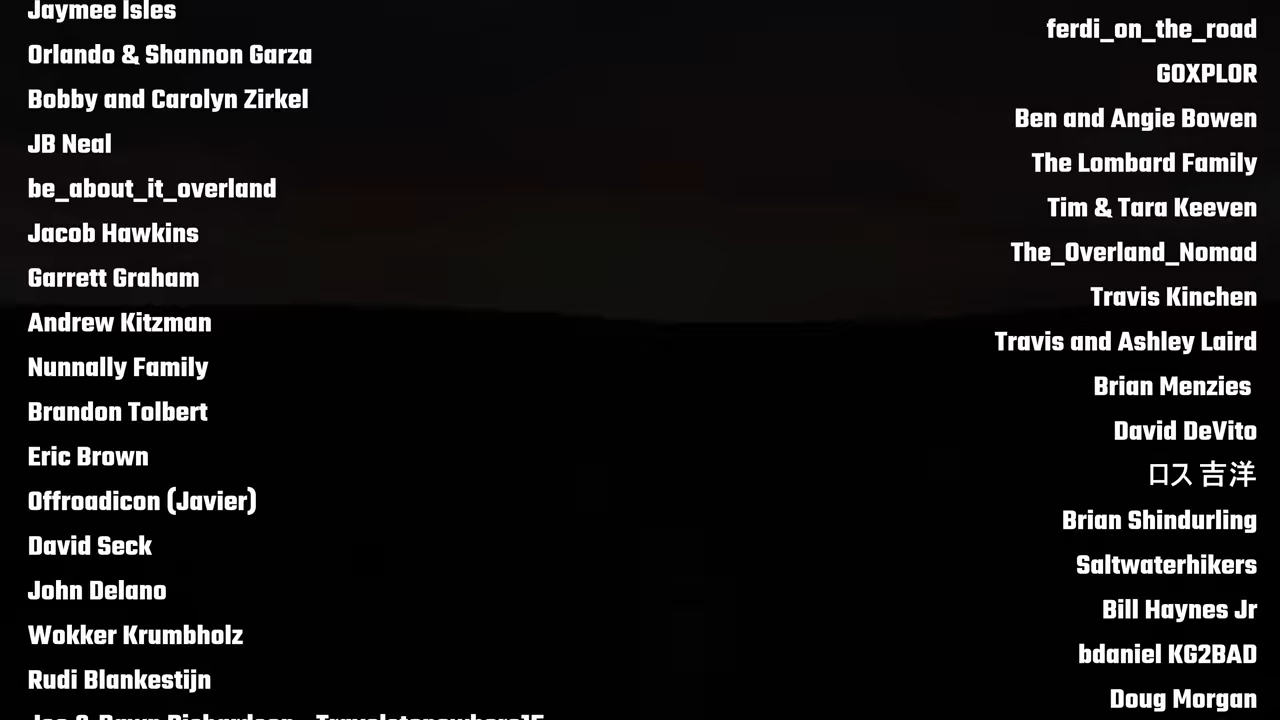 Jaymee Isles
Orlando & Shannon Garza
Bobby and Carolyn Zirkel
JB Neal
be_about_it_overland
Jacob Hawkins
Garrett Graham
Andrew Kitzman
Nunnally Family
Brandon Tolbert
Eric Brown
Offroadicon (Javier)
David Seck
John Delano
Wokker Krumbholz
Rudi Blankestijn
ferdi_on_the_road
GOXPLOR
Ben and Angie Bowen
The Lombard Family
Tim & Tara Keeven
The_Overland_Nomad
Travis Kinchen
Travis and Ashley Laird
Brian Menzies
David DeVito
ロス 吉洋
Brian Shindurling
Saltwaterhikers
Bill Haynes Jr
bdaniel KG2BAD
Doug Morgan